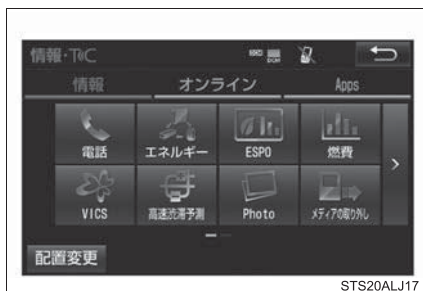 情報・TiC
情報 オンライン Apps
電話 エネルギー ESPO 燃費
VICS 高速渋滞予測 Photo メディアの取り外し
配置変更
STS20ALJ17